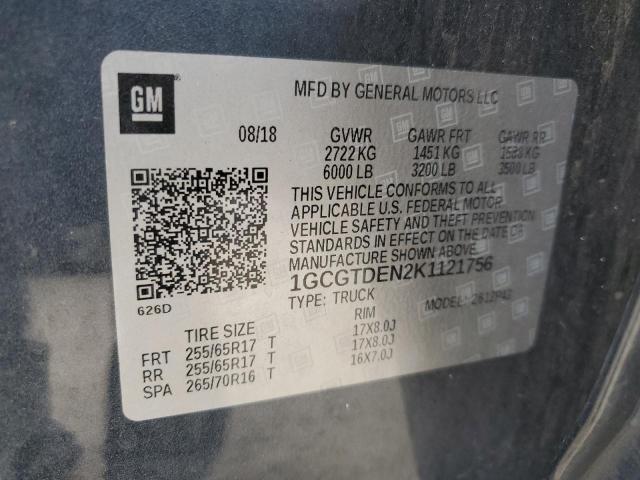 GM
MFD BY GENERAL MOTORS LLC
08/18 GVWR GAWR FRT GAWR RR
2722 KG 1451 KG 1588 KG
6000 LB 3200 LB 3500 LB
THIS VEHICLE CONFORMS TO ALL
APPLICABLE U.S. FEDERAL MOTOR
VEHICLE SAFETY AND THEFT PREVENTION
STANDARDS IN EFFECT ON THE DATE OF
MANUFACTURE SHOWN ABOVE.
1GCGTDEN2K1121756
TYPE: TRUCK MODEL:
626D
TIRE SIZE RIM
FRT 255/65R17 T 17X8.0J
RR 255/65R17 T 17X8.0J
SPA 265/70R16 T 16X7.0J